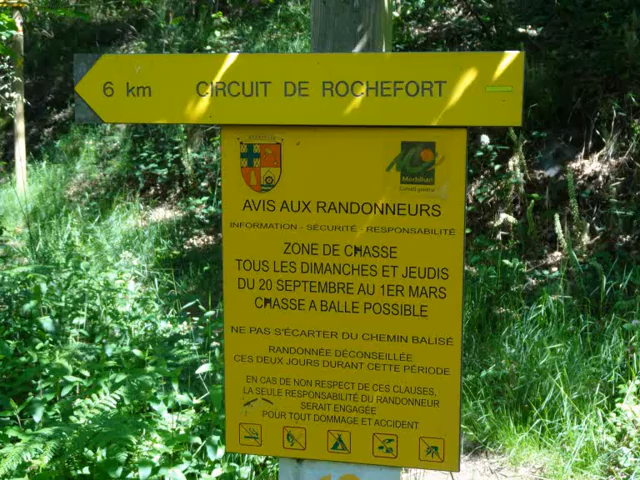 6 km CIRCUIT DE ROCHEFORT
AVIS AUX RANDONNEURS
INFORMATION - SÉCURITÉ - RESPONSABILITÉ
ZONE DE CHASSE
TOUS LES DIMANCHES ET JEUDIS
DU 20 SEPTEMBRE AU 1ER MARS
CHASSE A BALLE POSSIBLE
NE PAS S'ÉCARTER DU CHEMIN BALISÉ
RANDONNÉE DÉCONSEILLÉE
CES DEUX JOURS DURANT CETTE PÉRIODE
EN CAS DE NON RESPECT DE CES CLAUSES,
LA SEULE RESPONSABILITÉ DU RANDONNEUR
SERAIT ENGAGÉE
POUR TOUT DOMMAGE ET ACCIDENT